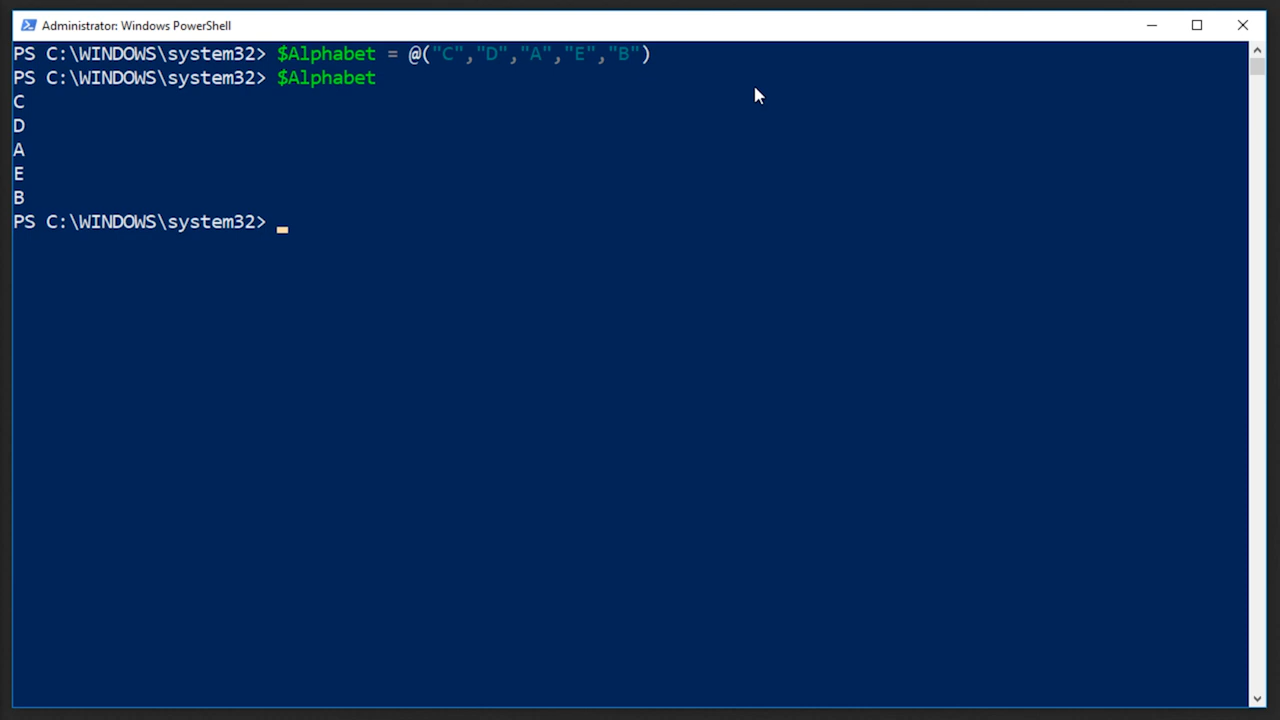 Administrator: Windows PowerShell
PS C:\WINDOWS\system32> $Alphabet = @("C","D","A","E","B")
PS C:\WINDOWS\system32> $Alphabet
C
D
A
E
B
PS C:\WINDOWS\system32>